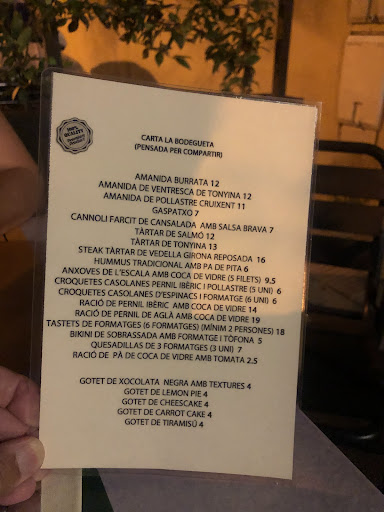 100%
QUALITY
CARTA LA BODEGUETA
(PENSADA PER COMPARTIR)
AMANIDA BURRATA 12
AMANIDA DE VENTRESCA DE TONYINA 12
AMANIDA DE POLLASTRE CRUIXENT 11
GASPATXO 7
CANNOLI FARCIT DE CANSALADA AMB SALSA BRAVA 7
TÀRTAR DE SALMÓ 12
TÀRTAR DE TONYINA 13
STEAK TÀRTAR DE VEDELLA GIRONA REPOSADA 16
HUMMUS TRADICIONAL AMB PA DE PITA 6
ANXOVES DE L'ESCALA AMB COCA DE VIDRE (5 FILETS) 9.5
CROQUETES CASOLANES PERNIL IBÈRIC I POLLASTRE (5 UNI) 6
CROQUETES CASOLANES D'ESPINACS I FORMATGE (6 UNI) 6
RACIÓ DE PERNIL IBÈRIC AMB COCA DE VIDRE 14
RACIÓ DE PERNIL DE AGLÀ AMB COCA DE VIDRE 19
TASTETS DE FORMATGES (6 FORMATGES) (MÍNIM 2 PERSONES) 18
BIKINI DE SOBRASSADA AMB FORMATGE I TÒFONA 5
QUESADILLAS DE 3 FORMATGES (3 UNI) 7
RACIÓ DE PÀ DE COCA DE VIDRE AMB TOMATA 2.5
GOTET DE XOCOLATA NEGRA AMB TEXTURES 4
GOTET DE LEMON PIE 4
GOTET DE CHEESCAKE 4
GOTET DE CARROT CAKE 4
GOTET DE TIRAMISÚ 4